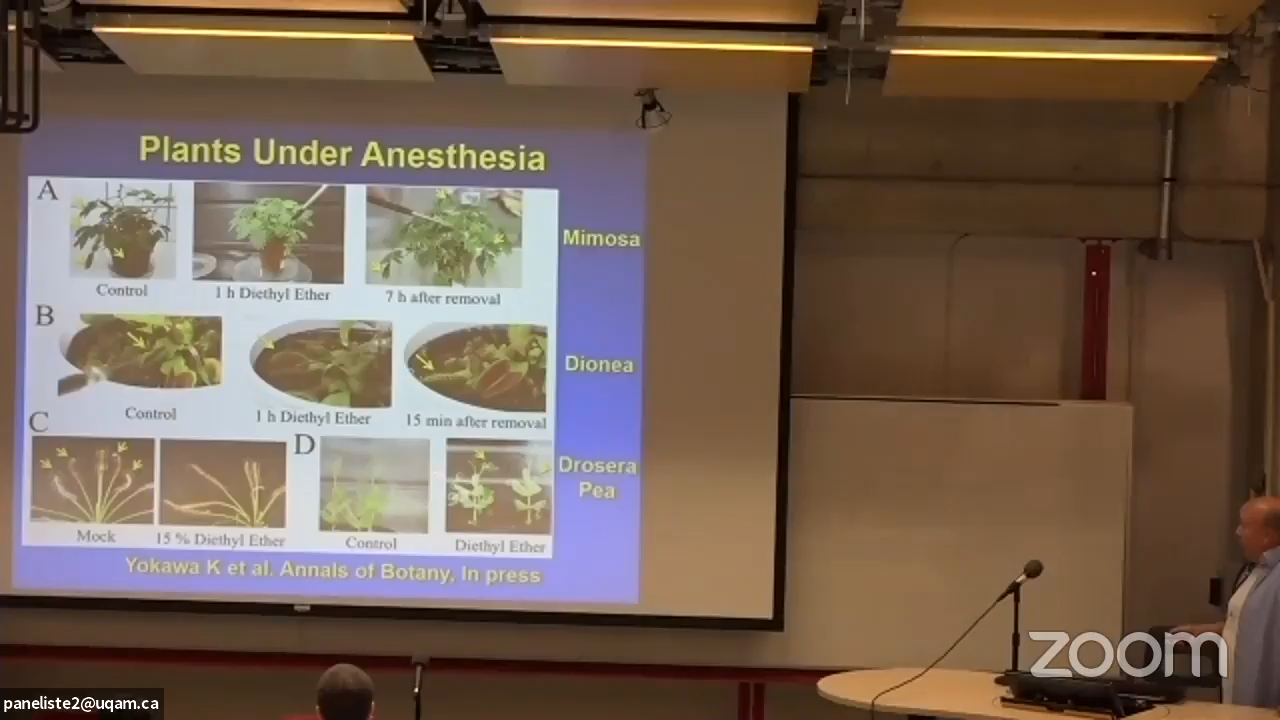 Plants Under Anesthesia
A
Control
1 h Diethyl Ether
7 h after removal
Mimosa
B
Control
1 h Diethyl Ether
15 min after removal
Dionea
C
D
Mock
15 % Diethyl Ether
Control
Diethyl Ether
Drosera
Pea
Yokawa K et al. Annals of Botany, In press
zoom
paneliste2@uqam.ca